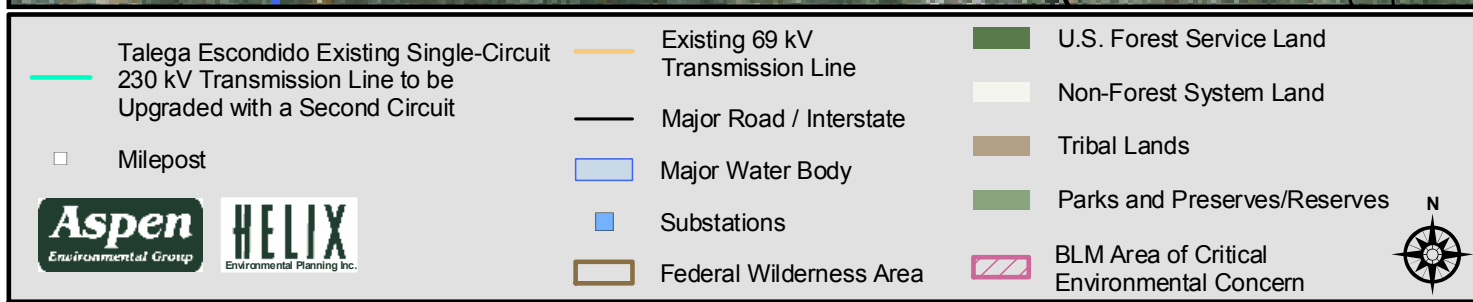 Talega Escondido Existing Single-Circuit
230 kV Transmission Line to be
Upgraded with a Second Circuit
Milepost
Aspen
Environmental Group
HELIX
Environmental Planning Inc.
Existing 69 kV
Transmission Line
Major Road / Interstate
Major Water Body
Substations
Federal Wilderness Area
U.S. Forest Service Land
Non-Forest System Land
Tribal Lands
Parks and Preserves/Reserves
BLM Area of Critical
Environmental Concern
N